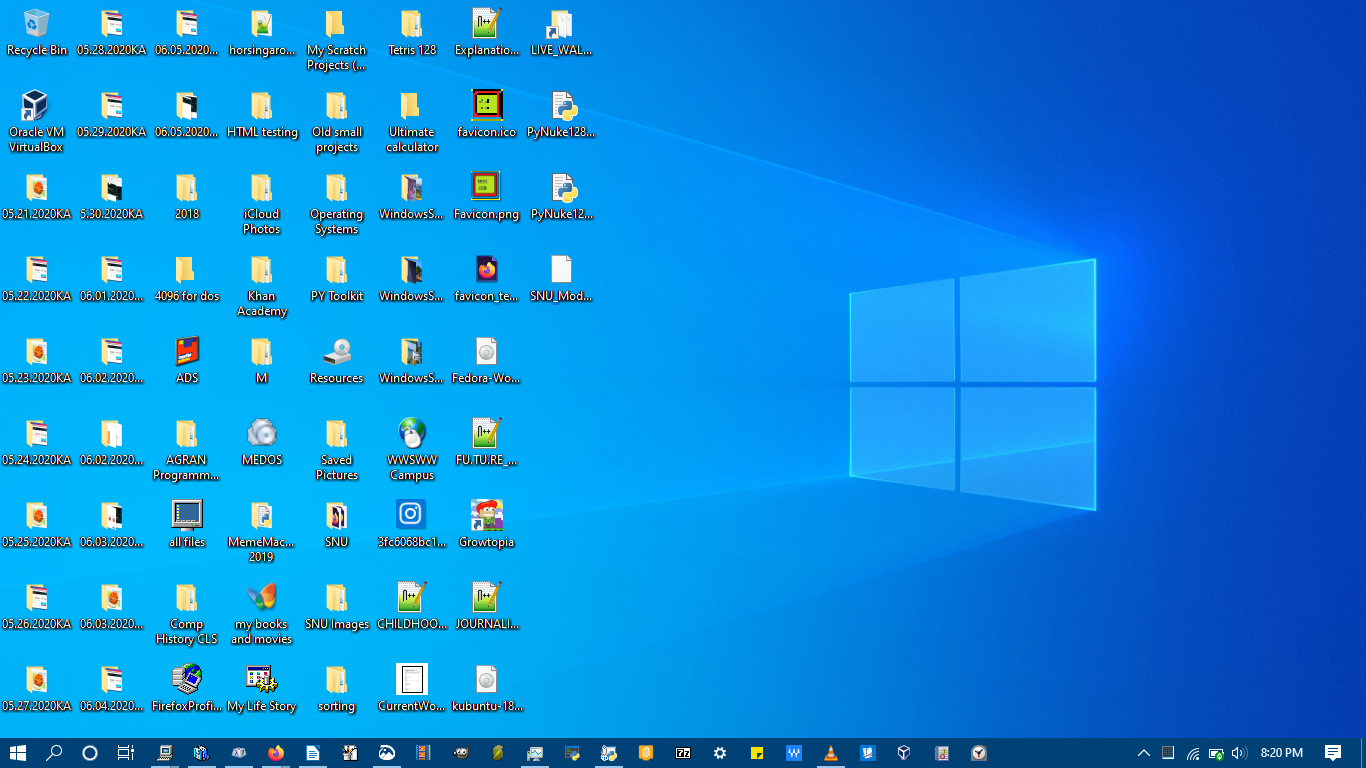 Recycle Bin
05.28.2020KA
06.05.2020...
horsingaro...
My Scratch
Projects (...
Tetris 128
Explanatio...
LIVE_WAL...
Oracle VM
VirtualBox
05.29.2020KA
06.05.2020...
HTML testing
Old small
projects
Ultimate
calculator
favicon.ico
PyNuke128...
05.21.2020KA
5.30.2020KA
2018
iCloud
Photos
Operating
Systems
WindowsS...
Favicon.png
PyNuke12...
05.22.2020KA
06.01.2020...
4096 for dos
Khan
Academy
PY Toolkit
WindowsS...
favicon_te...
SNU_Mod...
05.23.2020KA
06.02.2020...
ADS
M
Resources
WindowsS...
Fedora-Wo...
05.24.2020KA
06.02.2020...
AGRAN
Programm...
MEDOS
Saved
Pictures
WWSWW
Campus
FU.TU.RE_...
05.25.2020KA
06.03.2020...
all files
MemeMac...
2019
SNU
3fc6068bc1...
Growtopia
05.26.2020KA
06.03.2020...
Comp
History CLS
my books
and movies
SNU Images
CHILDHOO...
JOURNALI...
05.27.2020KA
06.04.2020...
FirefoxProfi...
My Life Story
sorting
CurrentWo...
kubuntu-18...
8:20 PM